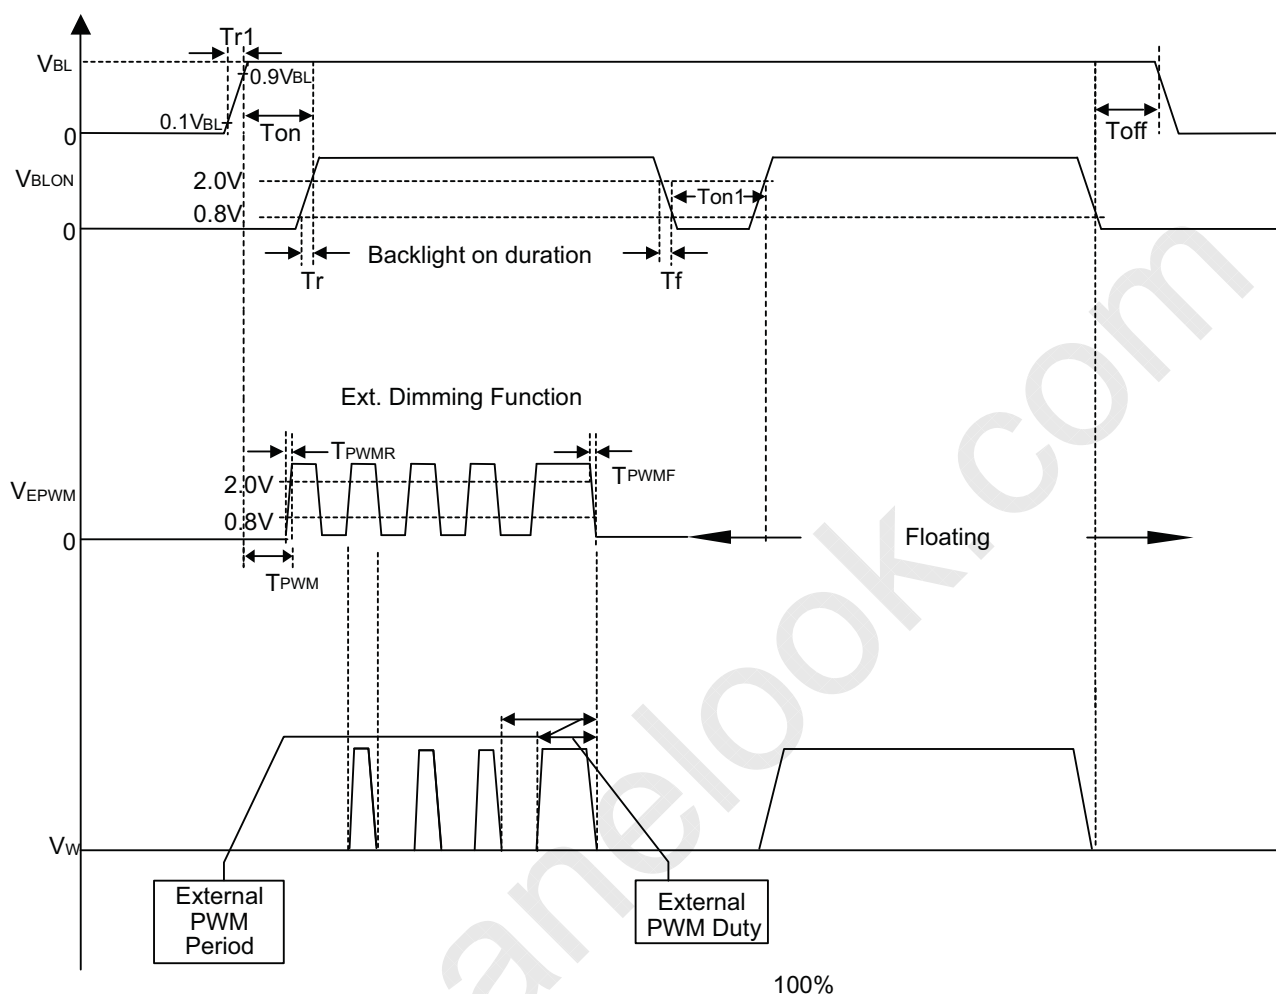 Tr1
VBL
0.9VBL
0.1VBL
Ton
Toff
0
VBLON
2.0V
Ton1
0.8V
0
Backlight on duration
Tr
Tf
Ext. Dimming Function
TPWMR
TPWMF
VEPWM
2.0V
0.8V
Floating
0
TPWM
VW
External
PWM
Period
External
PWM Duty
100%
anelook.com